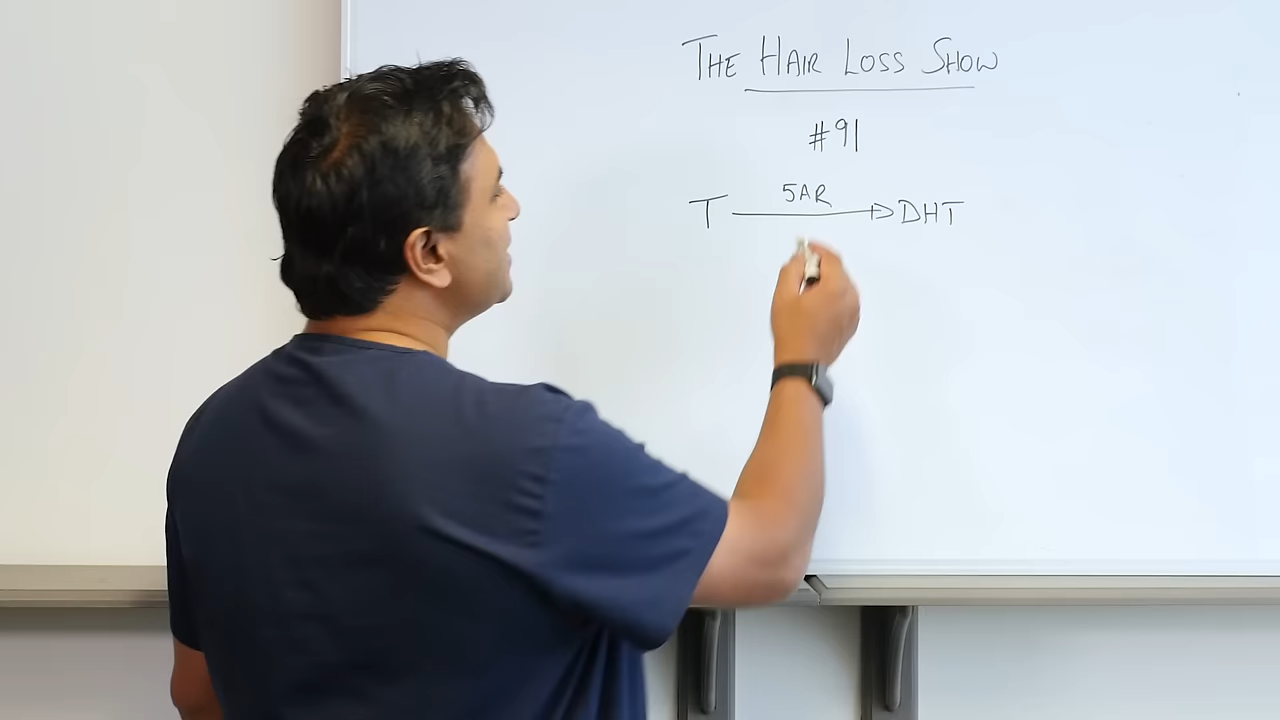 THE HAIR LOSS SHOW
#91
5AR
T → DHT